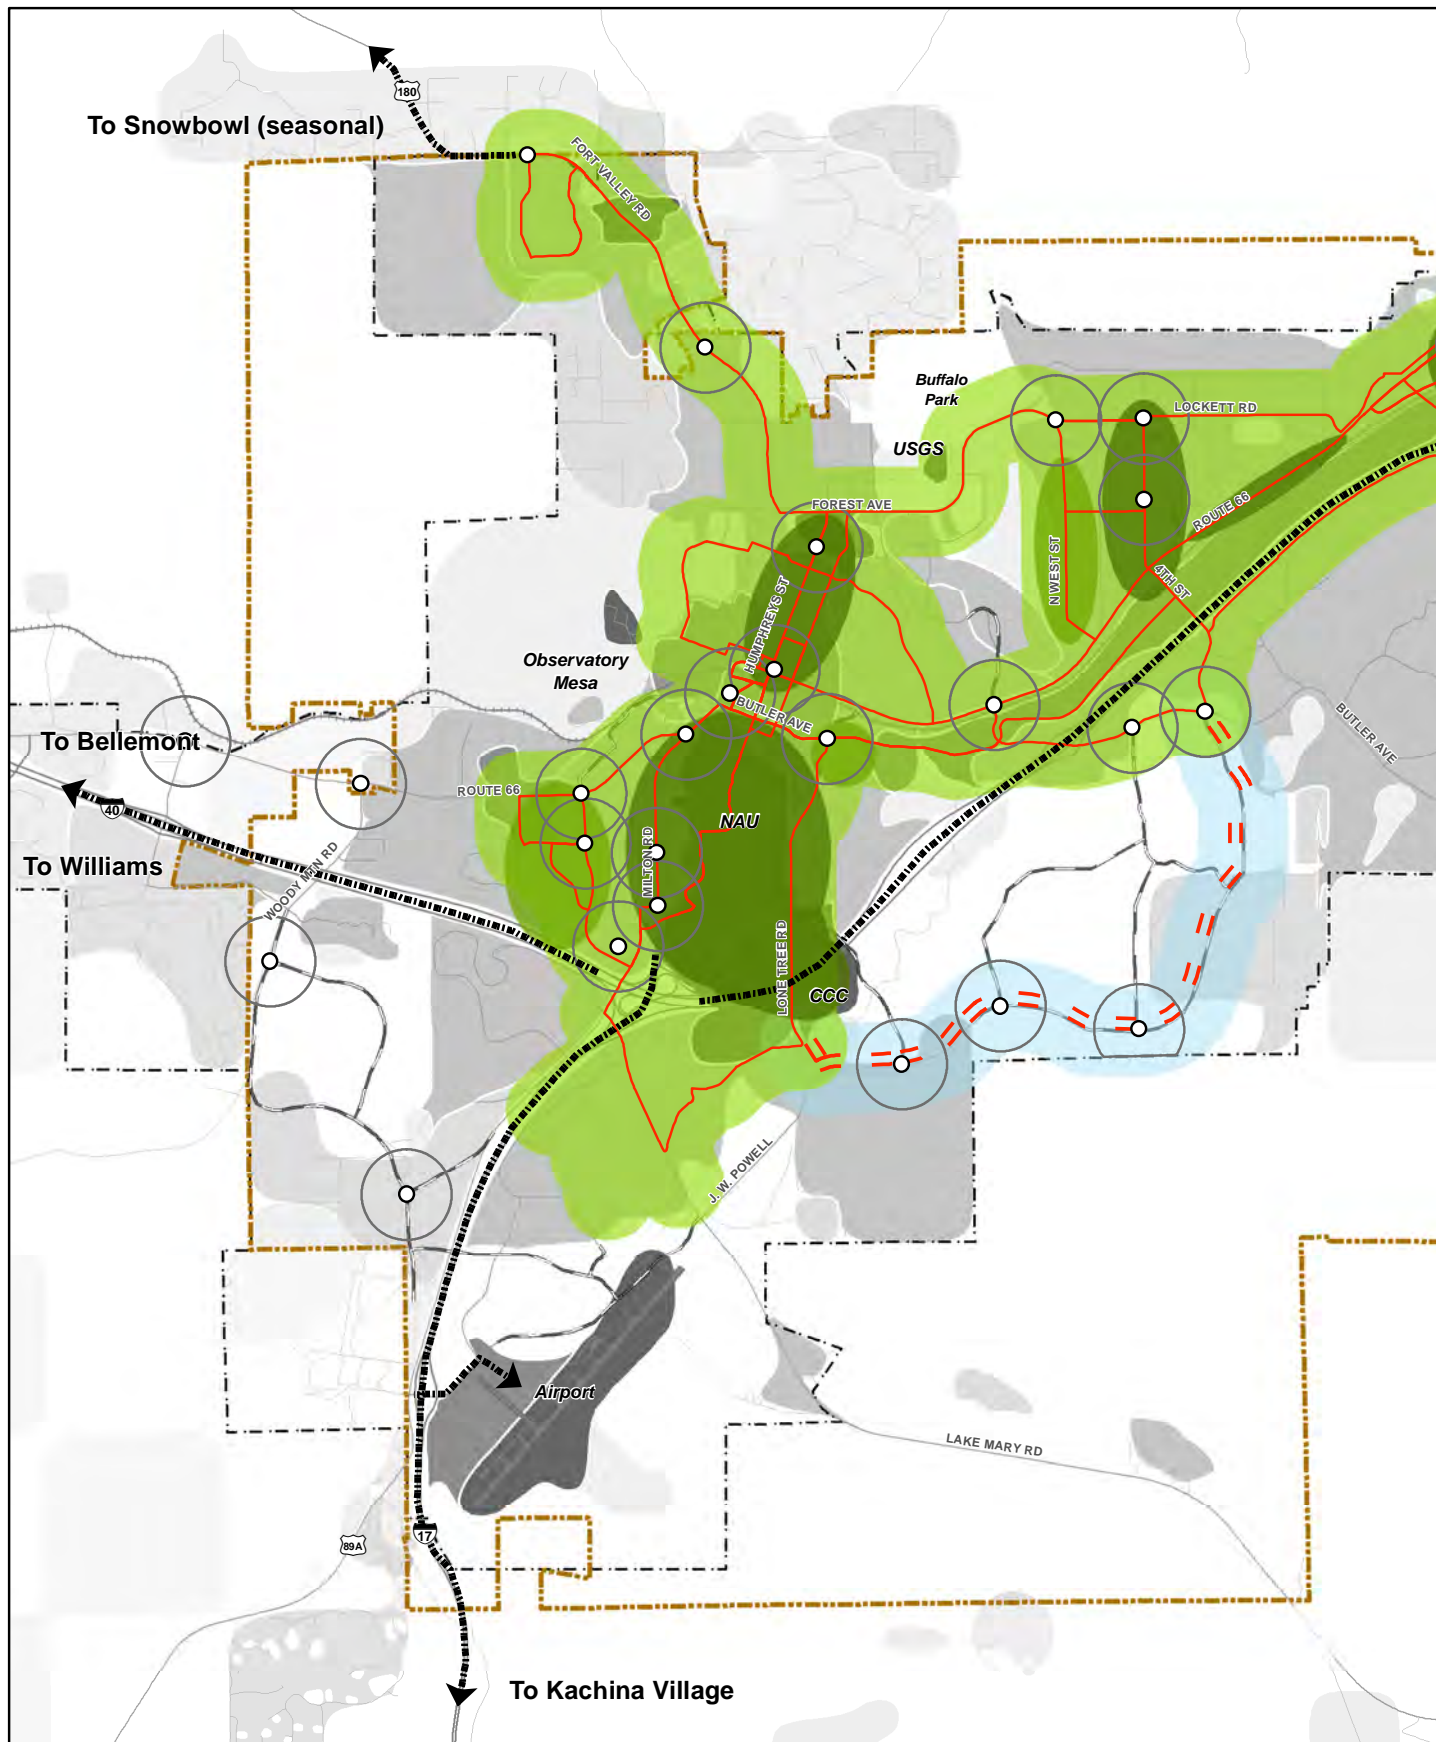 180
To Snowbowl (seasonal)
FORT VALLEY RD
Buffalo
Park
LOCKETT RD
USGS
FOREST AVE
ROUTE 66
N WEST ST
4TH ST
HUMPHREYS ST
Observatory
Mesa
BUTLER AVE
BUTLER AVE
To Bellemont
ROUTE 66
40
NAU
MILTON RD
To Williams
WOODY MTN RD
LONE TREE RD
CCC
J. W. POWELL
Airport
LAKE MARY RD
17
89A
To Kachina Village